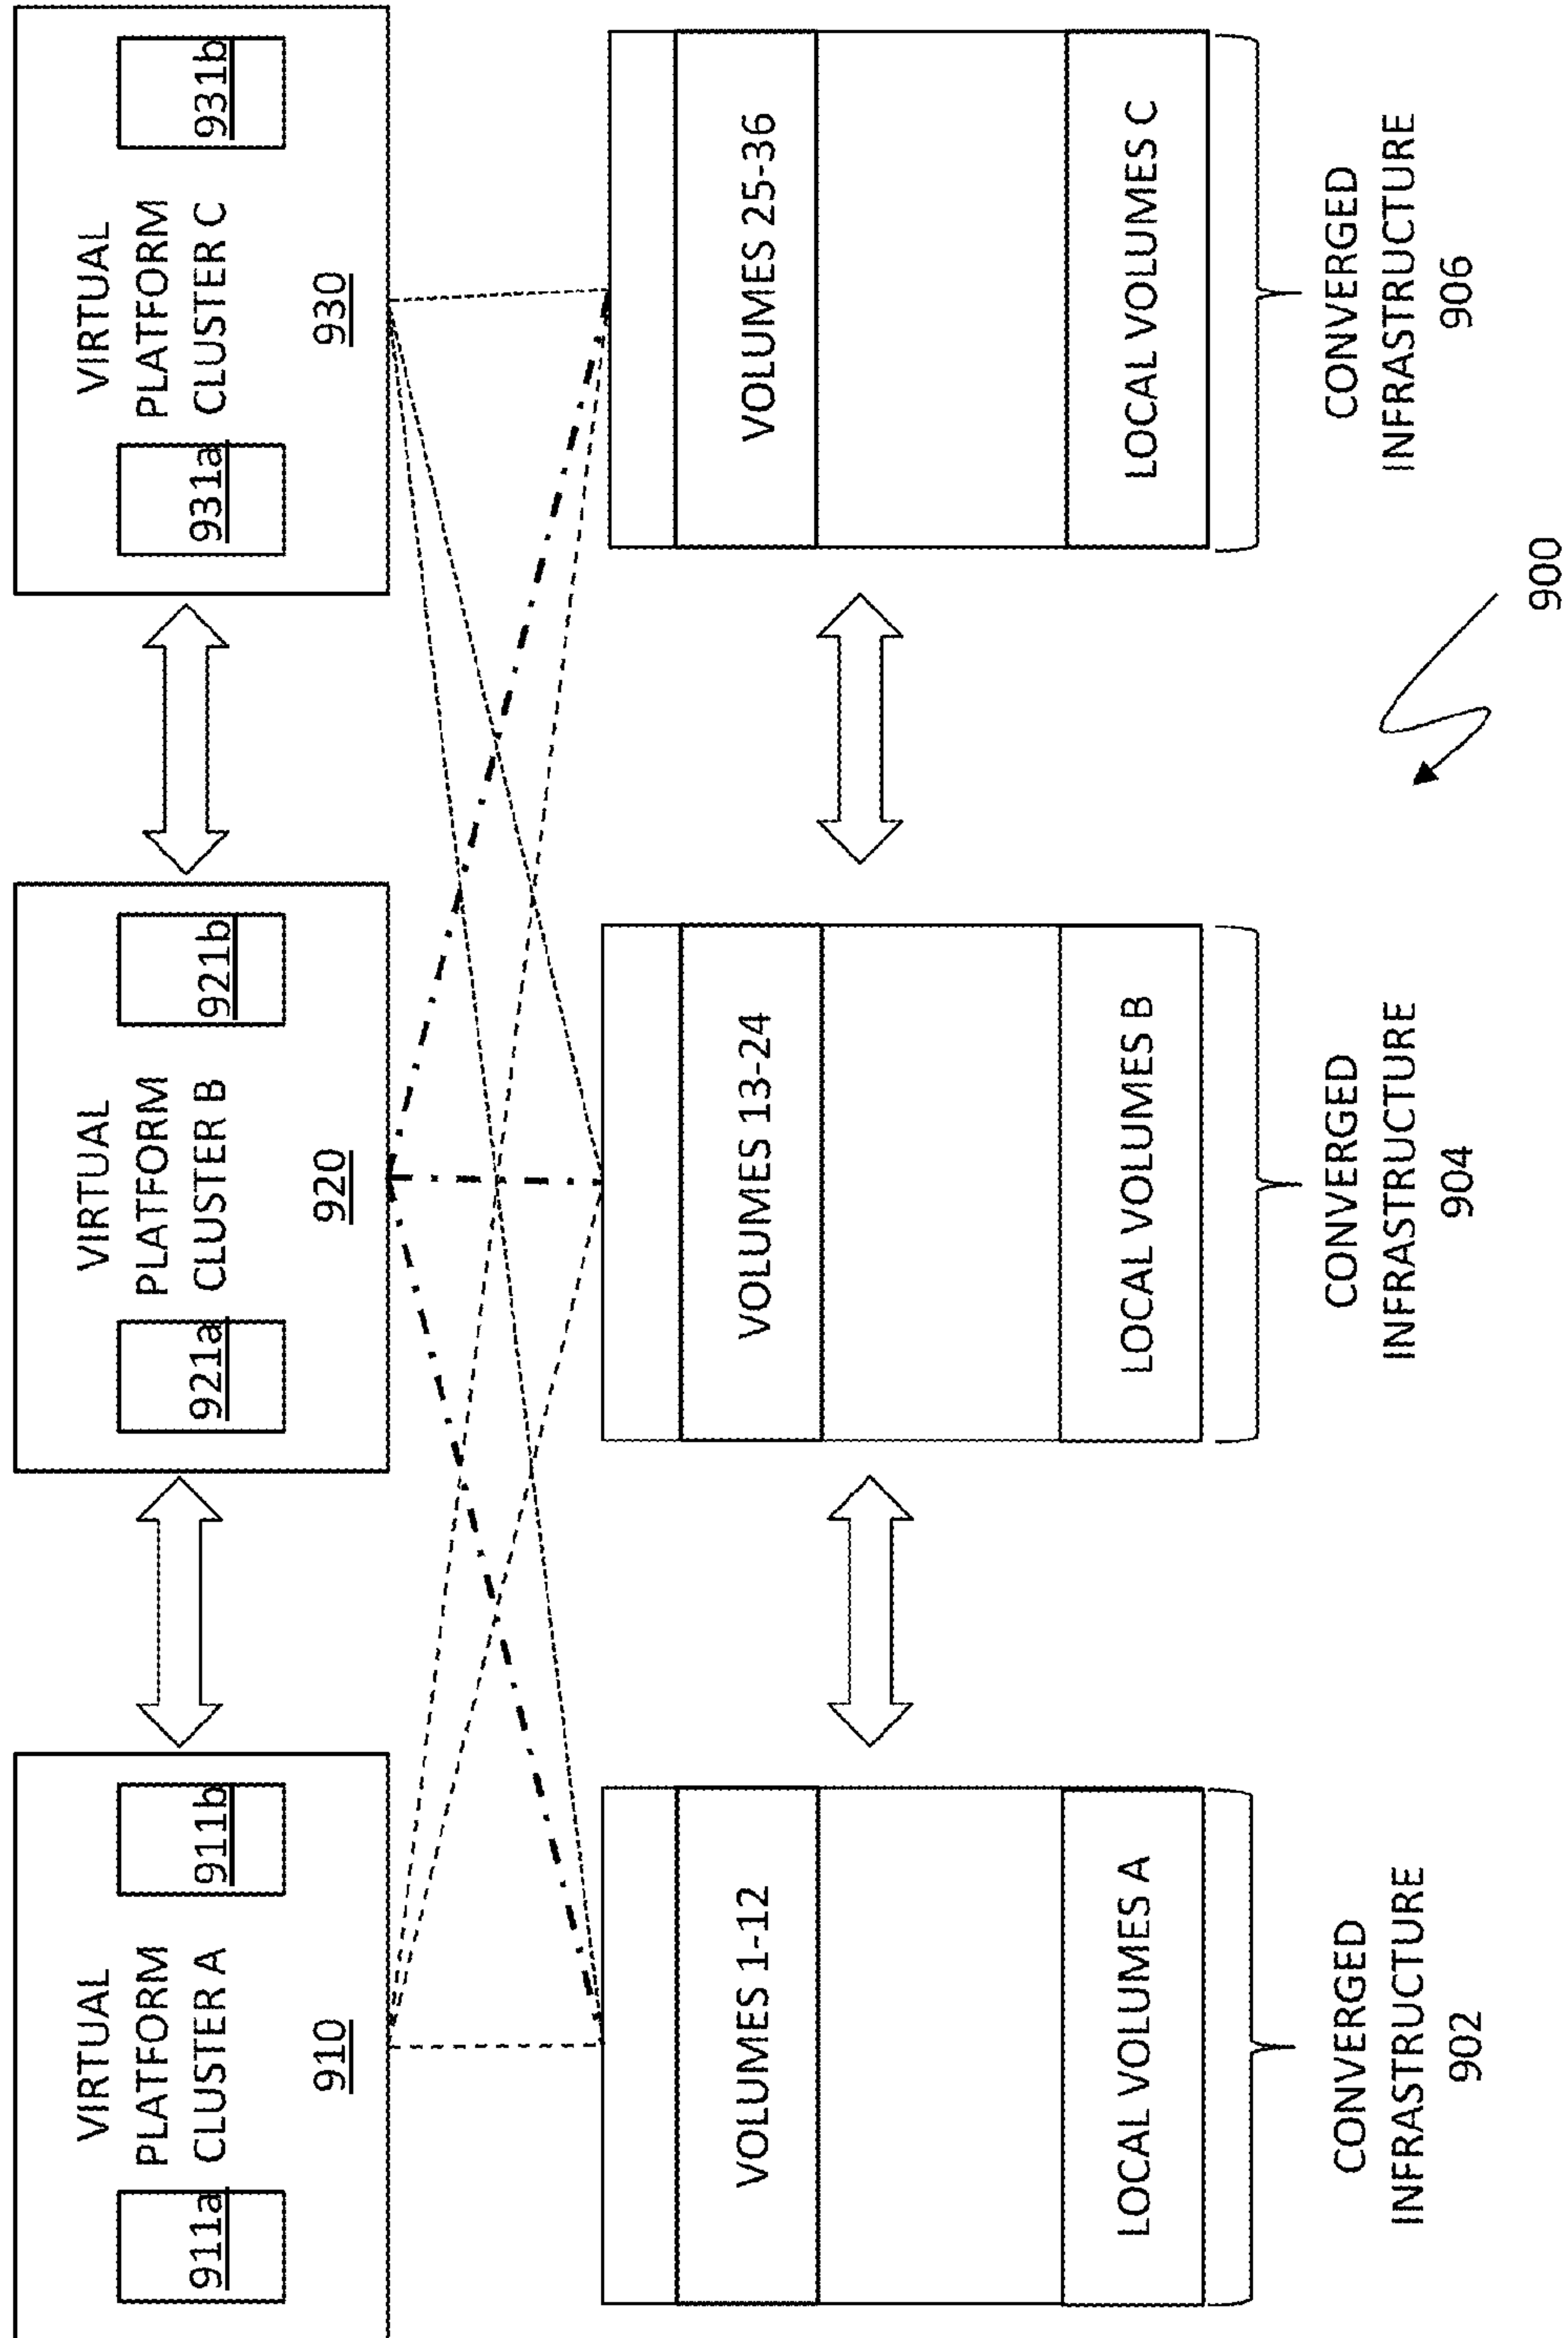 VIRTUAL
PLATFORM
CLUSTER A
911a
911b
910
VIRTUAL
PLATFORM
CLUSTER B
921a
921b
920
VIRTUAL
PLATFORM
CLUSTER C
931a
931b
930
VOLUMES 1-12
LOCAL VOLUMES A
CONVERGED
INFRASTRUCTURE
902
VOLUMES 13-24
LOCAL VOLUMES B
CONVERGED
INFRASTRUCTURE
904
VOLUMES 25-36
LOCAL VOLUMES C
CONVERGED
INFRASTRUCTURE
906
900